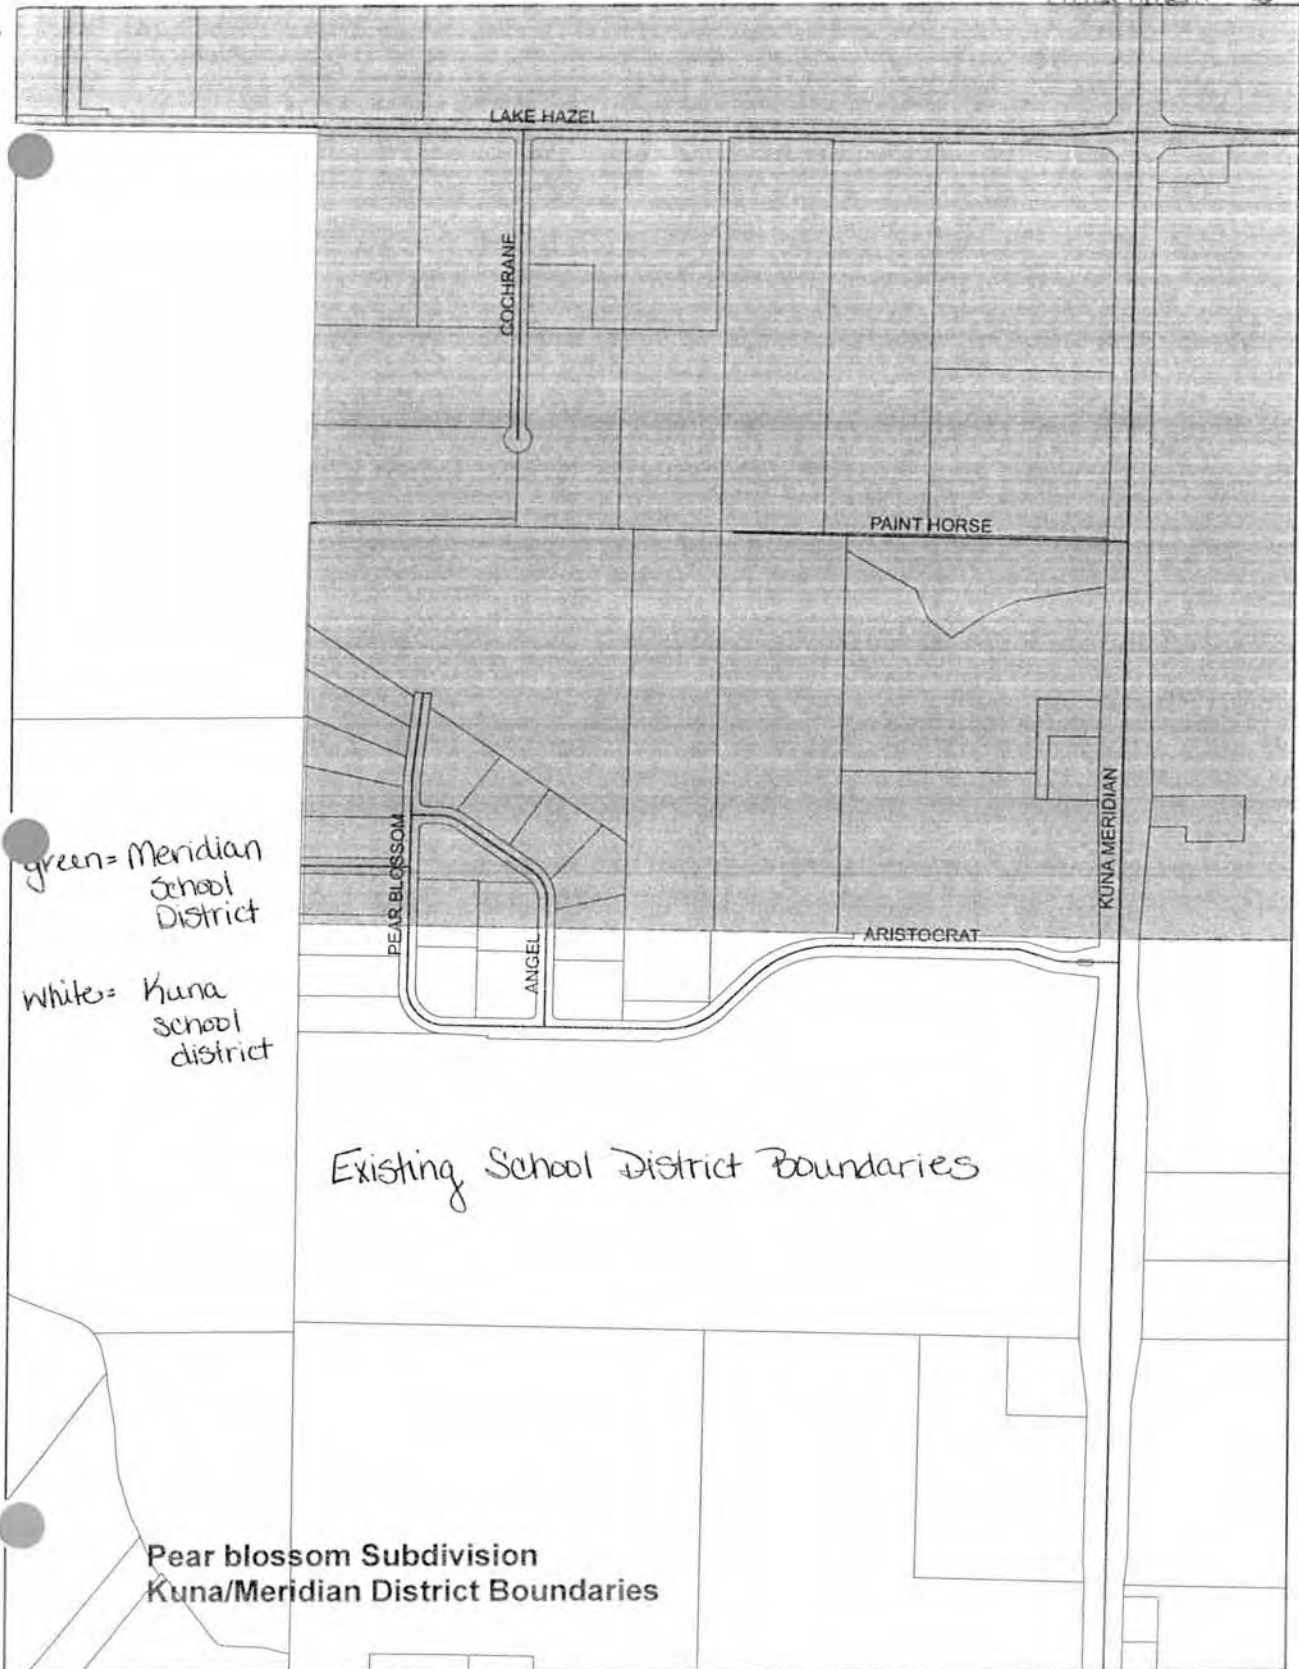 LAKE HAZEL
COCHRANE
PAINT HORSE
KUNA MERIDIAN
PEAR BLOSSOM
green = Meridian
School
District
ANGEL
ARISTOCRAT
White = Kuna
school
district
Existing School District Boundaries
Pear blossom Subdivision
Kuna/Meridian District Boundaries